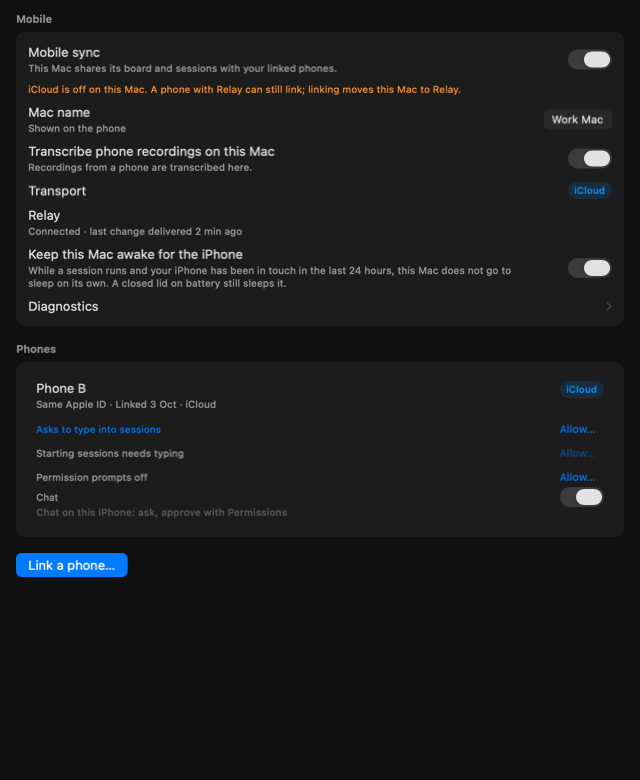 Mobile
Mobile sync
This Mac shares its board and sessions with your linked phones.
iCloud is off on this Mac. A phone with Relay can still link; linking moves this Mac to Relay.
Mac name
Work Mac
Shown on the phone
Transcribe phone recordings on this Mac
Recordings from a phone are transcribed here.
Transport
iCloud
Relay
Connected · last change delivered 2 min ago
Keep this Mac awake for the iPhone
While a session runs and your iPhone has been in touch in the last 24 hours, this Mac does not go to
sleep on its own. A closed lid on battery still sleeps it.
Diagnostics
Phones
Phone B
iCloud
Same Apple ID · Linked 3 Oct · iCloud
Asks to type into sessions
Allow...
Starting sessions needs typing
Allow...
Permission prompts off
Allow...
Chat
Chat on this iPhone: ask, approve with Permissions
Link a phone...